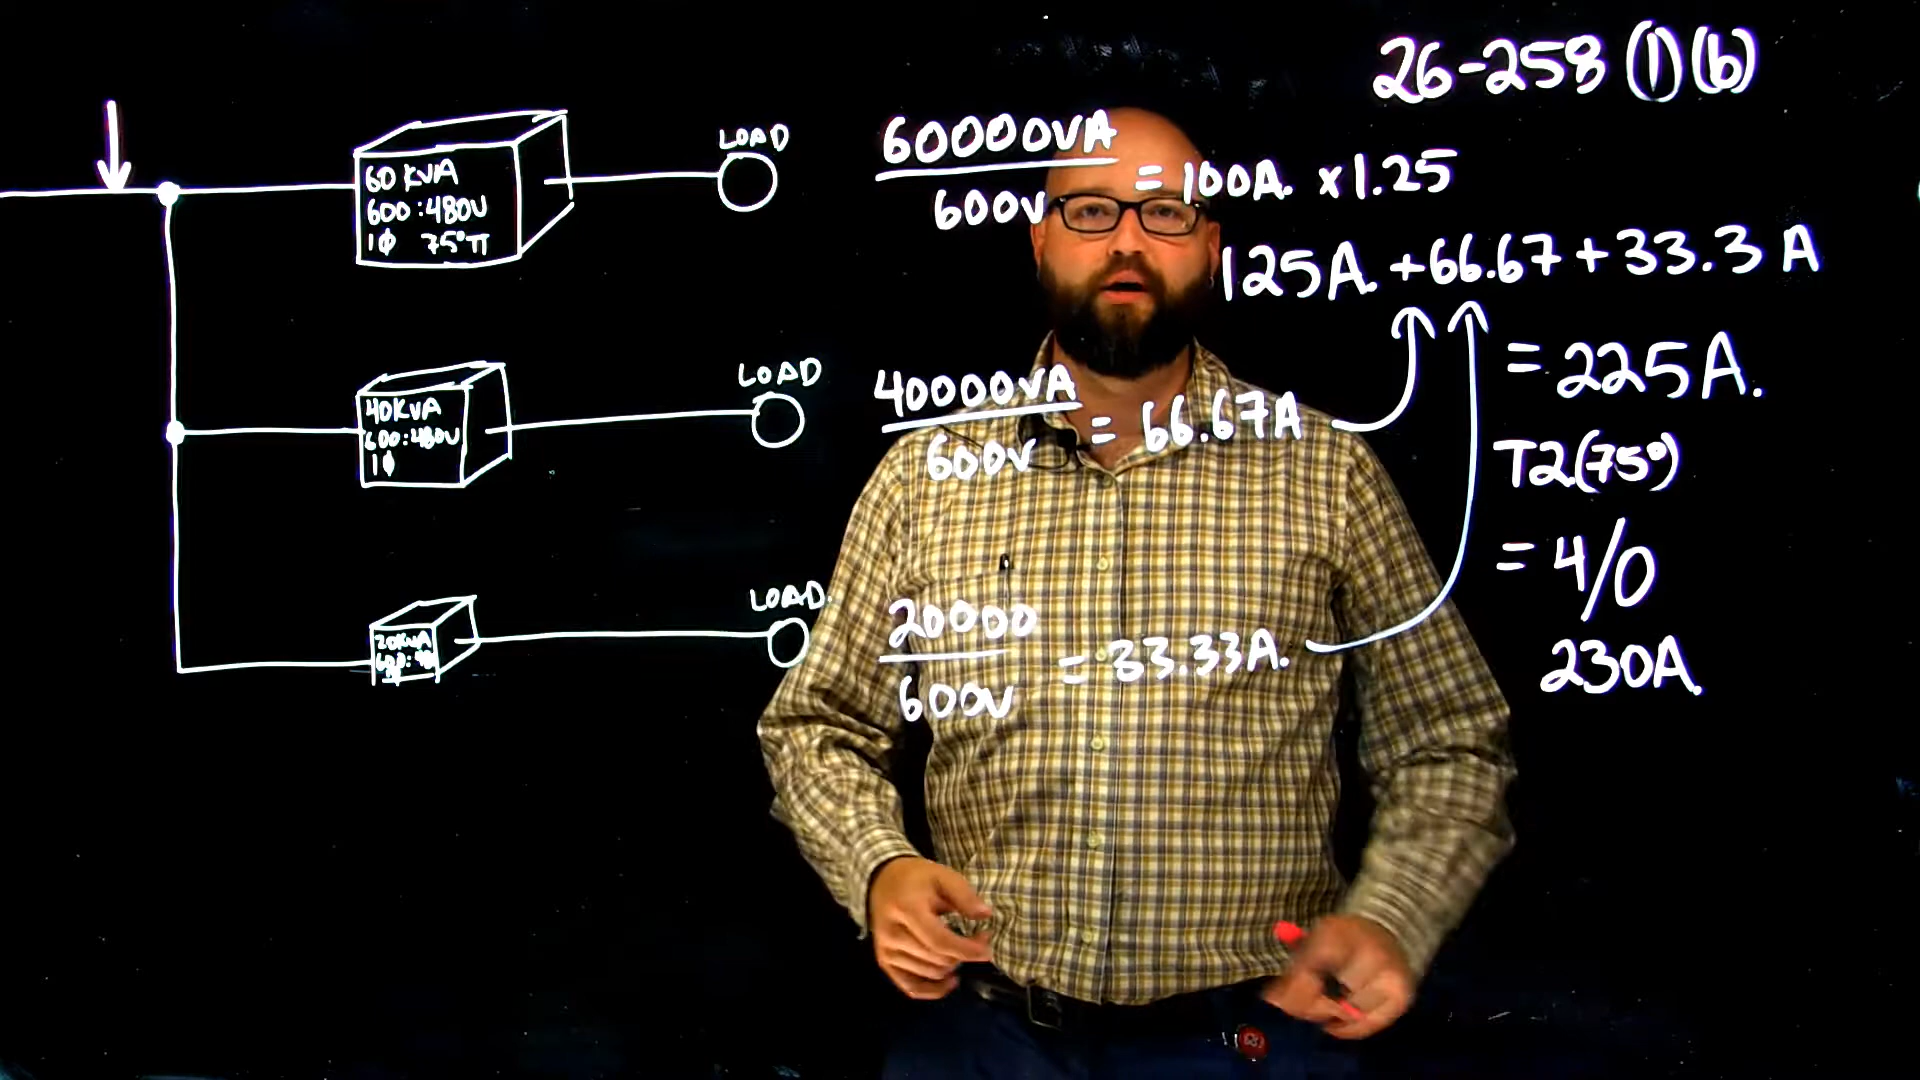 26-258 (1)(b)
60 KVA
600:480V
1ϕ 75°TT
LOAD
60000VA
600V
= 100A. x1.25
125A. +66.67 + 33.3 A
= 225A.
40KVA
600:480V
1ϕ
LOAD
40000VA
600V
= 66.67A
T2(75°)
= 4/0
230A.
20KVA
LOAD.
20000
600V
= 33.33A.